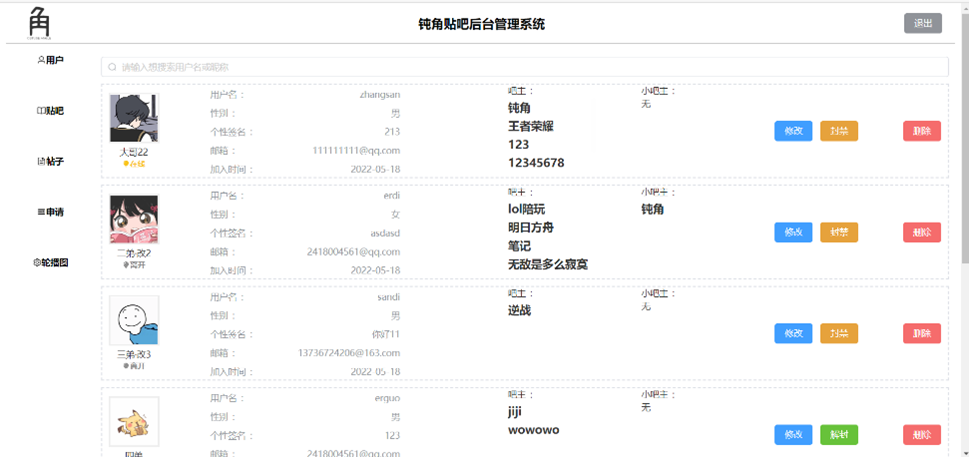 角
钝角贴吧后台管理系统
退出
用户
贴吧
帖子
申请
轮播图
请输入想搜索用户名或昵称
大哥22
在线
用户名： zhangsan
性别： 男
个性签名： 213
邮箱： 111111111@qq.com
加入时间： 2022-05-18
吧主：
钝角
王者荣耀
123
12345678
小吧主：
无
修改 封禁 删除
二弟-改2
离开
用户名： erdi
性别： 女
个性签名： asdasd
邮箱： 2418004561@qq.com
加入时间： 2022-05-18
吧主：
lol陪玩
明日方舟
笔记
无敌是多么寂寞
小吧主：
钝角
修改 封禁 删除
三弟-改3
离开
用户名： sandi
性别： 男
个性签名： 你好11
邮箱： 13736724206@163.com
加入时间： 2022-05-18
吧主：
逆战
小吧主：
无
修改 封禁 删除
四弟
用户名： erguo
性别： 男
个性签名： 123
邮箱： 2418004561@qq.com
吧主：
jiji
wowowo
小吧主：
无
修改 解封 删除